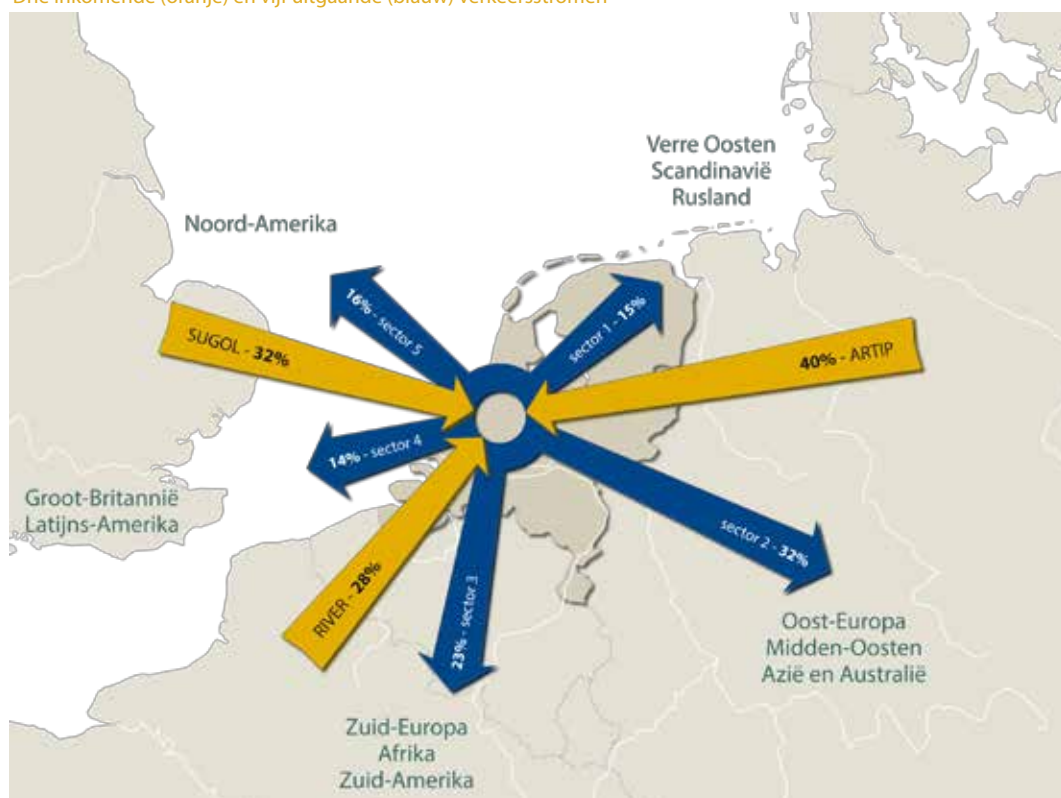 Drie inkomende (oranje) en vijf uitgaande (blauw) verkeersstromen
Verre Oosten
Scandinavië
Rusland
Noord-Amerika
16% - sector 5
sector 1 - 15%
SUGOL - 32%
40% - ARTIP
14% - sector 4
Groot-Britannië
Latijns-Amerika
sector 2 - 32%
RIVER - 28%
23% - sector 3
Oost-Europa
Midden-Oosten
Azië en Australië
Zuid-Europa
Afrika
Zuid-Amerika